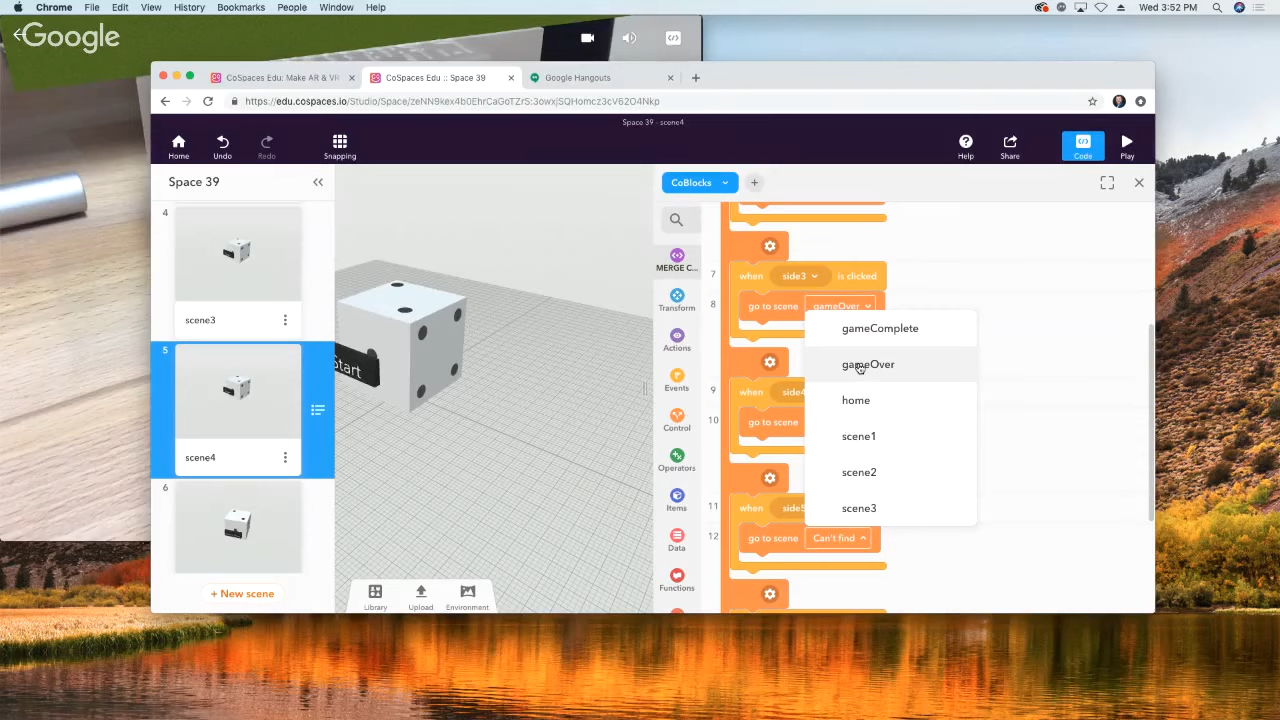 Chrome File Edit View History Bookmarks People Window Help Wed 3:52 PM
Google
CoSpaces Edu: Make AR & VR
CoSpaces Edu :: Space 39
Google Hangouts
https://edu.cospaces.io/Studio/Space/zeNN9kex4b0EhrCaGoTZrS:3owxjSQHomcz3cV62O4Nkp
Space 39 - scene4
Home Undo Redo Snapping Help Share Code Play
Space 39
CoBlocks
4
scene3
5
scene4
6
+ New scene
Start
Library Upload Environment
MERGE C...
Transform
Actions
Events
Control
Operators
Items
Data
Functions
7 when side3 is clicked
8 go to scene gameOver
gameComplete
gameOver
home
scene1
scene2
scene3
9 when side4
10 go to scene
11 when side5
12 go to scene Can't find